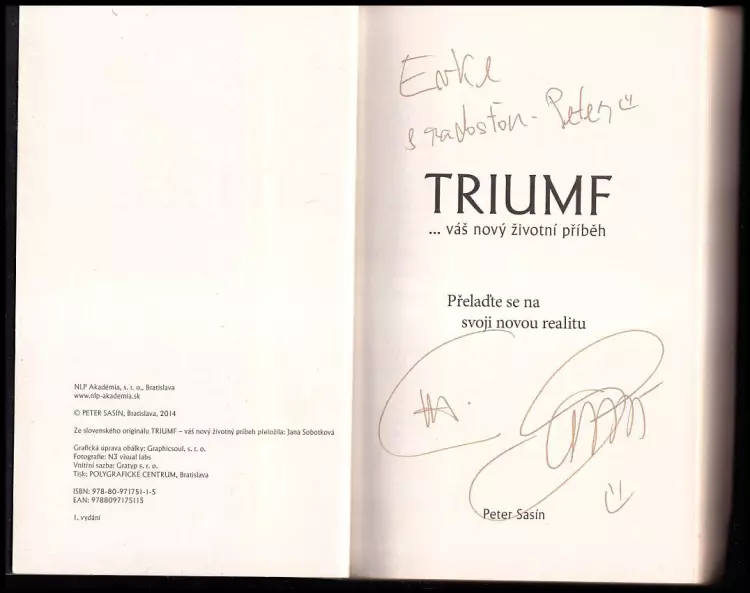 NLP Akadémia, s. r. o., Bratislava
www.nlp-akademia.sk
© PETER SASÍN, Bratislava, 2014
Ze slovenského originálu TRIUMF – váš nový životný príbeh přeložila: Jana Sobotková
Grafická úprava obálky: Graphicsoul, s. r. o.
Fotografie: N3 visual labs
Vnitřní sazba: Gratyp s. r. o.
Tisk: POLYGRAFICKÉ CENTRUM, Bratislava
ISBN: 978-80-971751-1-5
EAN: 9788097175115
1. vydání
s radosťou - Peter
TRIUMF
... váš nový životní příběh
Přelaďte se na
svoji novou realitu
Peter Sasín